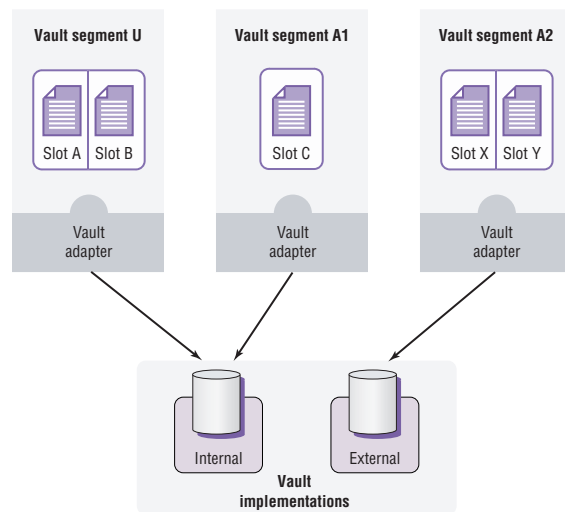 Vault segment U
Vault segment A1
Vault segment A2
Slot A
Slot B
Slot C
Slot X
Slot Y
Vault
adapter
Vault
adapter
Vault
adapter
Internal
External
Vault
implementations